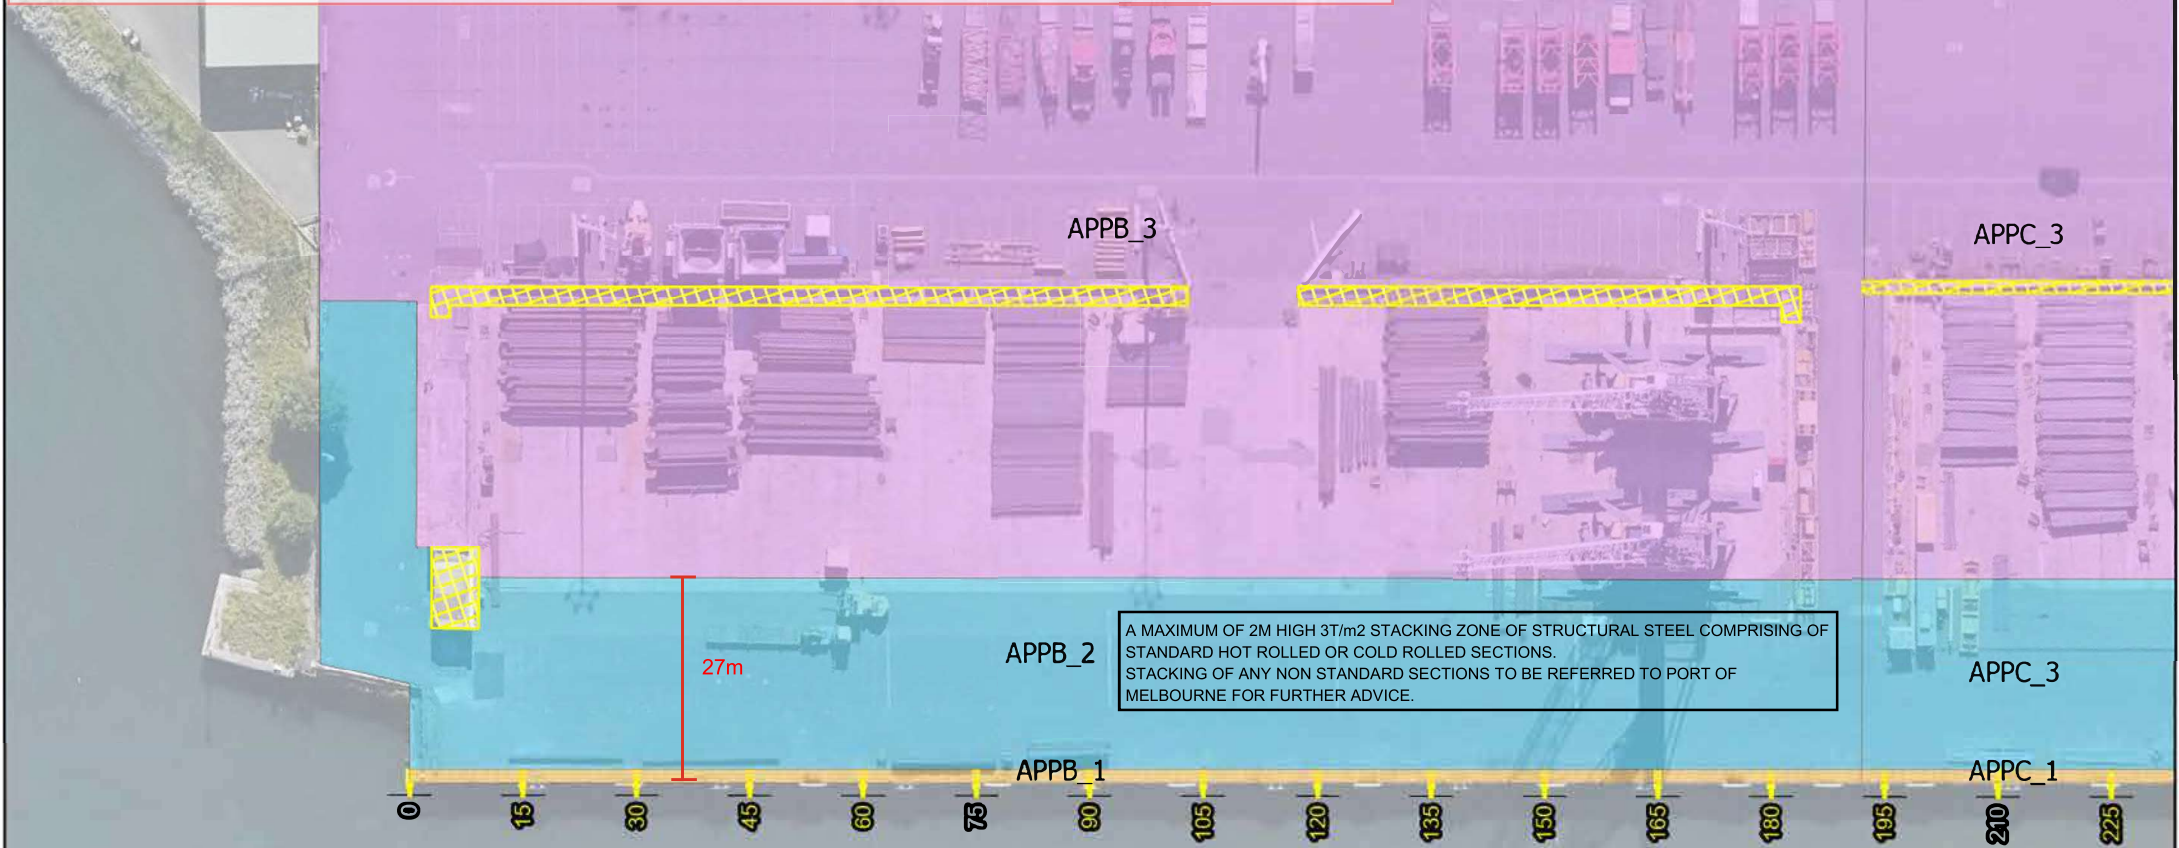 APPB_3
APPC_3
27m
APPB_2
A MAXIMUM OF 2M HIGH 3T/m2 STACKING ZONE OF STRUCTURAL STEEL COMPRISING OF
STANDARD HOT ROLLED OR COLD ROLLED SECTIONS.
STACKING OF ANY NON STANDARD SECTIONS TO BE REFERRED TO PORT OF
MELBOURNE FOR FURTHER ADVICE.
APPC_3
APPB_1
APPC_1
0 15 30 45 60 75 90 105 120 135 150 165 180 195 210 225